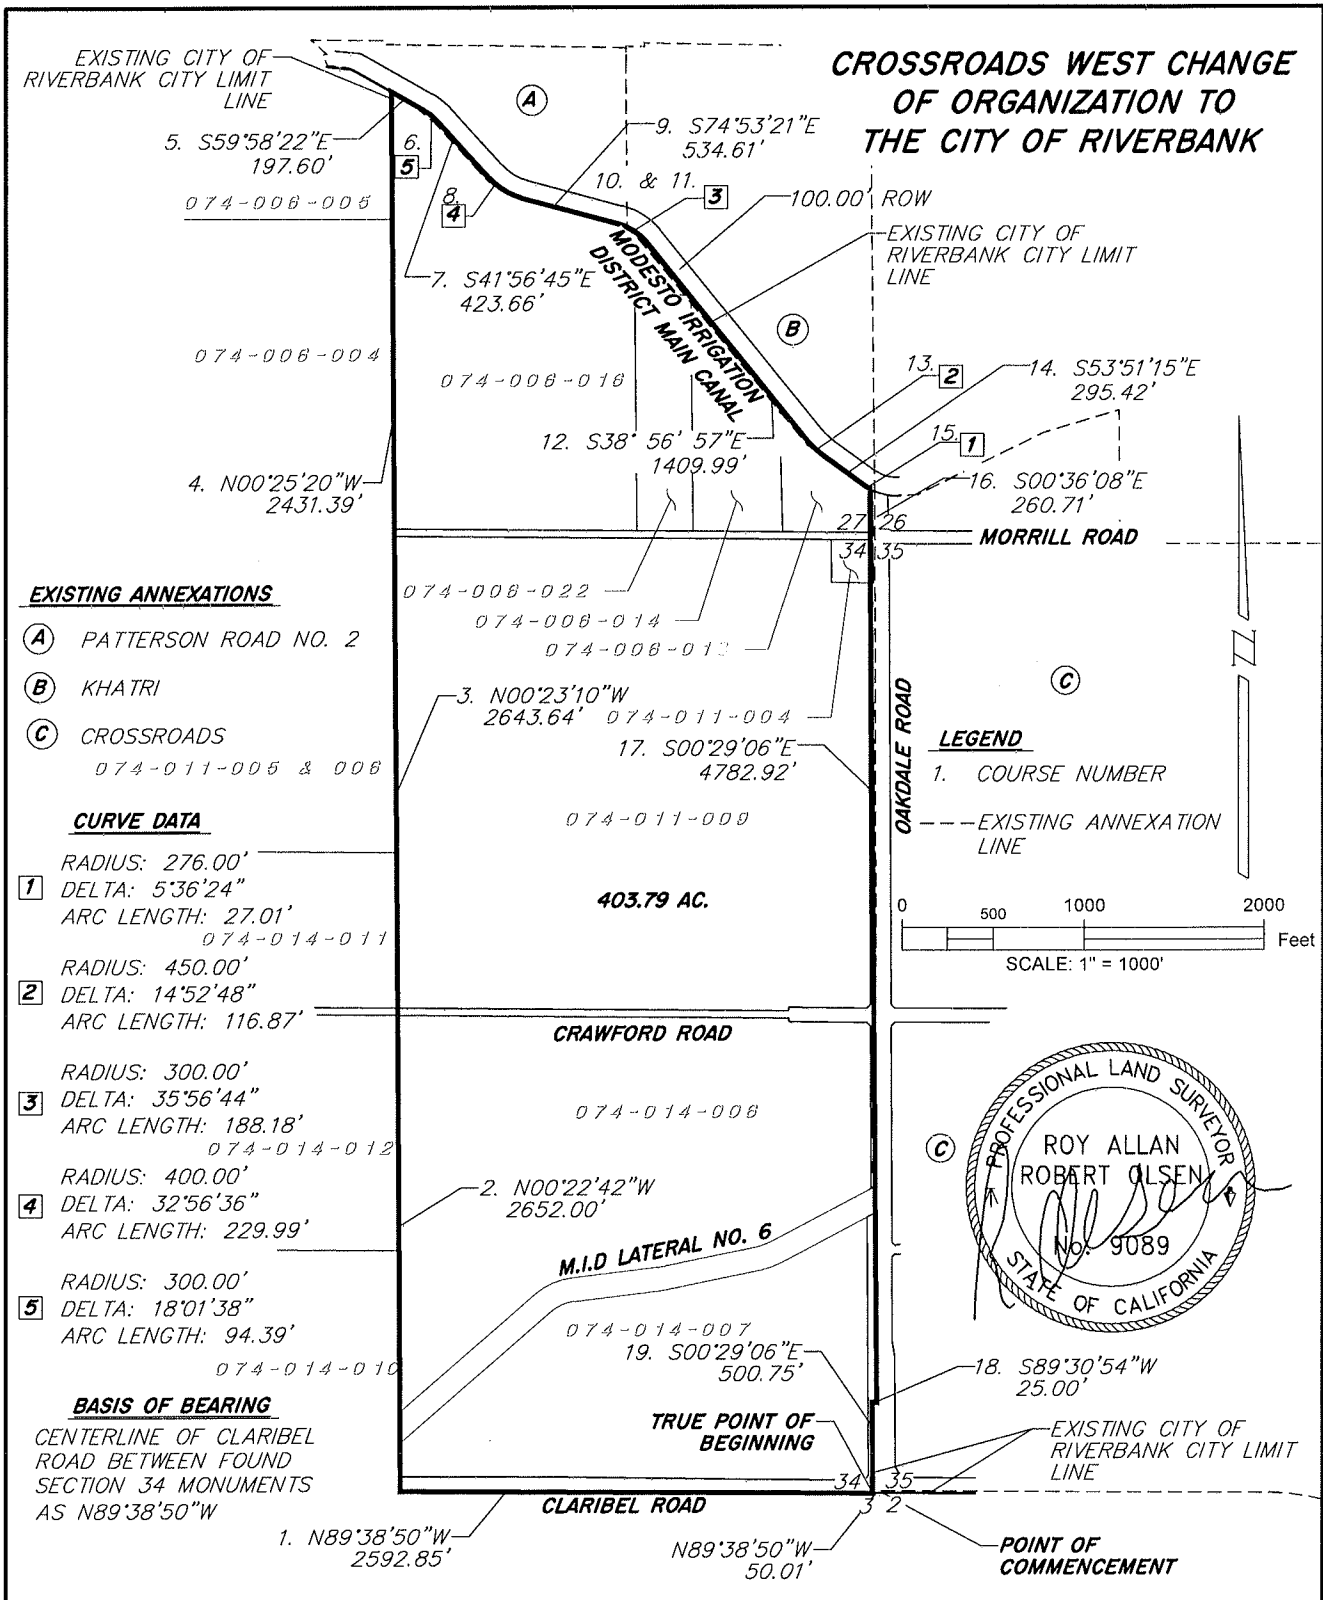 CROSSROADS WEST CHANGE
OF ORGANIZATION TO
THE CITY OF RIVERBANK
EXISTING CITY OF
RIVERBANK CITY LIMIT
LINE
A
5. S59°58'22"E
197.60'
6.
5
9. S74°53'21"E
534.61'
10. & 11.
3
8.
4
074-006-005
100.00' ROW
EXISTING CITY OF
RIVERBANK CITY LIMIT
LINE
MODESTO IRRIGATION
DISTRICT MAIN CANAL
7. S41°56'45"E
423.66'
B
074-006-004
074-006-016
13.
2
14. S53°51'15"E
295.42'
12. S38° 56' 57"E
1409.99'
15.
1
4. N00°25'20"W
2431.39'
16. S00°36'08"E
260.71'
27 26
34 35
MORRILL ROAD
074-006-022
074-006-014
074-006-01
EXISTING ANNEXATIONS
A PATTERSON ROAD NO. 2
B KHATRI
C CROSSROADS
074-011-005 & 006
3. N00°23'10"W
2643.64'
074-011-004
17. S00°29'06"E
4782.92'
OAKDALE ROAD
N
C
LEGEND
1. COURSE NUMBER
EXISTING ANNEXATION
LINE
074-011-009
403.79 AC.
0 500 1000 2000
Feet
SCALE: 1" = 1000'
CURVE DATA
RADIUS: 276.00'
1 DELTA: 5°36'24"
ARC LENGTH: 27.01'
074-014-011
RADIUS: 450.00'
2 DELTA: 14°52'48"
ARC LENGTH: 116.87'
CRAWFORD ROAD
RADIUS: 300.00'
3 DELTA: 35°56'44"
ARC LENGTH: 188.18'
074-014-012
074-014-006
RADIUS: 400.00'
4 DELTA: 32°56'36"
ARC LENGTH: 229.99'
2. N00°22'42"W
2652.00'
M.I.D LATERAL NO. 6
C
PROFESSIONAL LAND SURVEYOR
ROY ALLAN
ROBERT OLSEN
No. 9089
STATE OF CALIFORNIA
RADIUS: 300.00'
5 DELTA: 18°01'38"
ARC LENGTH: 94.39'
074-014-010
074-014-007
19. S00°29'06"E
500.75'
18. S89°30'54"W
25.00'
BASIS OF BEARING
CENTERLINE OF CLARIBEL
ROAD BETWEEN FOUND
SECTION 34 MONUMENTS
AS N89°38'50"W
TRUE POINT OF
BEGINNING
EXISTING CITY OF
RIVERBANK CITY LIMIT
LINE
34 35
3 2
CLARIBEL ROAD
1. N89°38'50"W
2592.85'
N89°38'50"W
50.01'
POINT OF
COMMENCEMENT